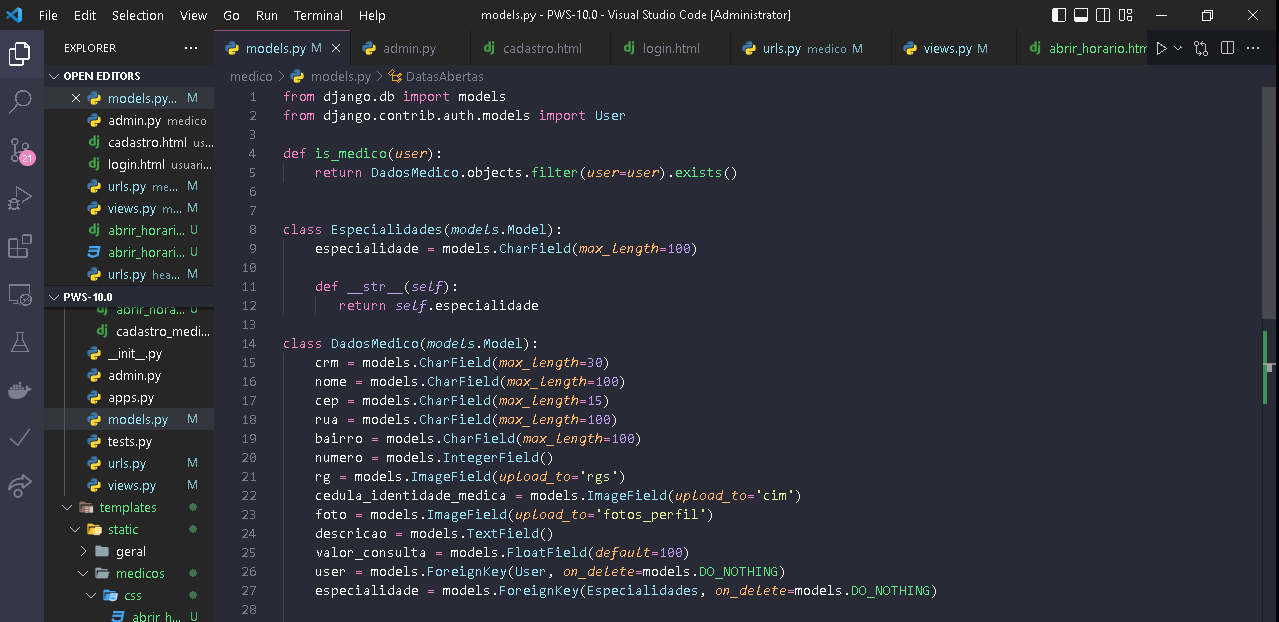 File Edit Selection View Go Run Terminal Help models.py - PWS-10.0 - Visual Studio Code [Administrator]
EXPLORER ...
models.py M
admin.py
cadastro.html
login.html
urls.py medico M
views.py M
abrir_horario.htm
OPEN EDITORS
models.py... M
admin.py medico
cadastro.html us...
login.html usuari...
urls.py me... M
views.py m... M
abrir_horari... U
abrir_horari... U
urls.py hea... M
21
PWS-10.0
abrir_hora... U
cadastro_medi...
__init__.py
admin.py
apps.py
models.py M
tests.py
urls.py M
views.py M
templates
static
geral
medicos
css
abrir_h... U
medico > models.py > DatasAbertas
1 from django.db import models
2 from django.contrib.auth.models import User
3
4 def is_medico(user):
5 return DadosMedico.objects.filter(user=user).exists()
6
7
8 class Especialidades(models.Model):
9 especialidade = models.CharField(max_length=100)
10
11 def __str__(self):
12 return self.especialidade
13
14 class DadosMedico(models.Model):
15 crm = models.CharField(max_length=30)
16 nome = models.CharField(max_length=100)
17 cep = models.CharField(max_length=15)
18 rua = models.CharField(max_length=100)
19 bairro = models.CharField(max_length=100)
20 numero = models.IntegerField()
21 rg = models.ImageField(upload_to='rgs')
22 cedula_identidade_medica = models.ImageField(upload_to='cim')
23 foto = models.ImageField(upload_to='fotos_perfil')
24 descricao = models.TextField()
25 valor_consulta = models.FloatField(default=100)
26 user = models.ForeignKey(User, on_delete=models.DO_NOTHING)
27 especialidade = models.ForeignKey(Especialidades, on_delete=models.DO_NOTHING)
28